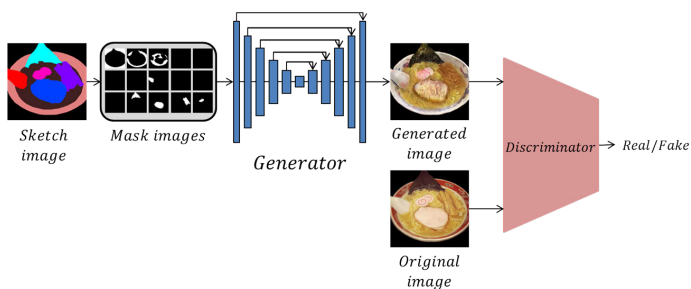 Sketch
image
Mask images
Generator
Generated
image
Discriminator
Real/Fake
Original
image